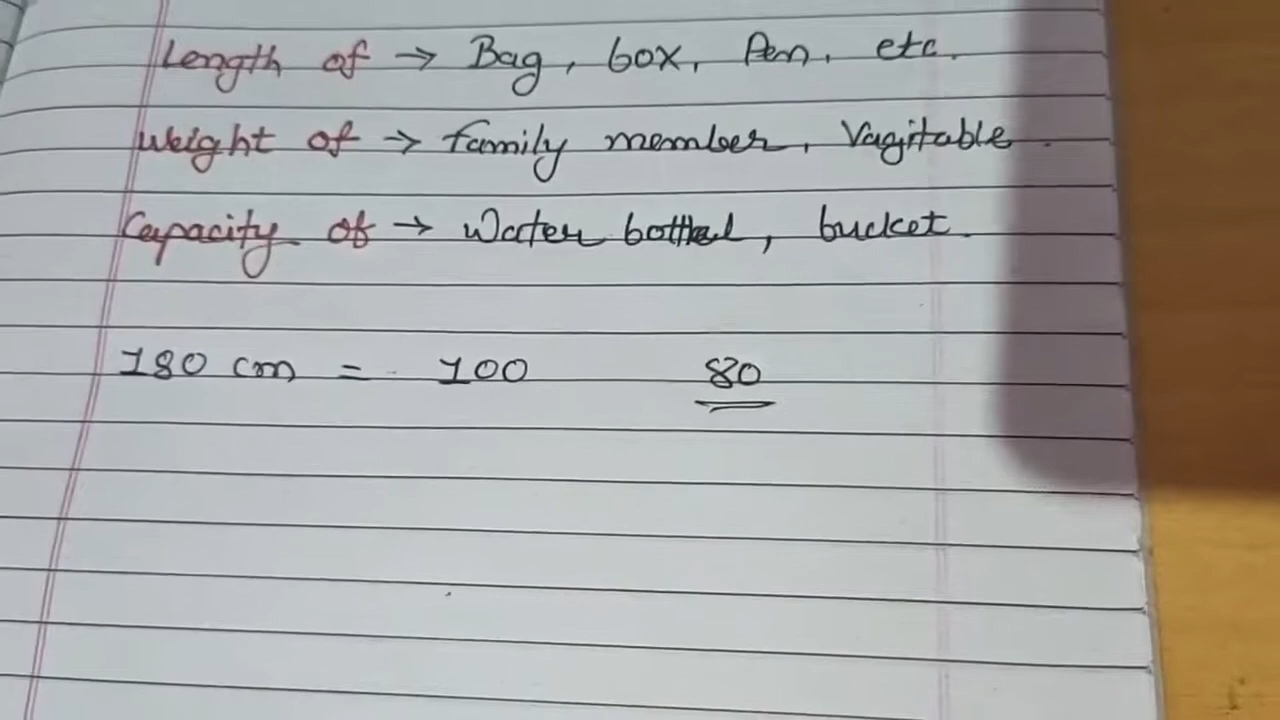 Length of → Bag, box, Pen, etc.
Weight of → family member, Vagitable.
Capacity of → Water bottel, bucket.
180 cm = 100 80